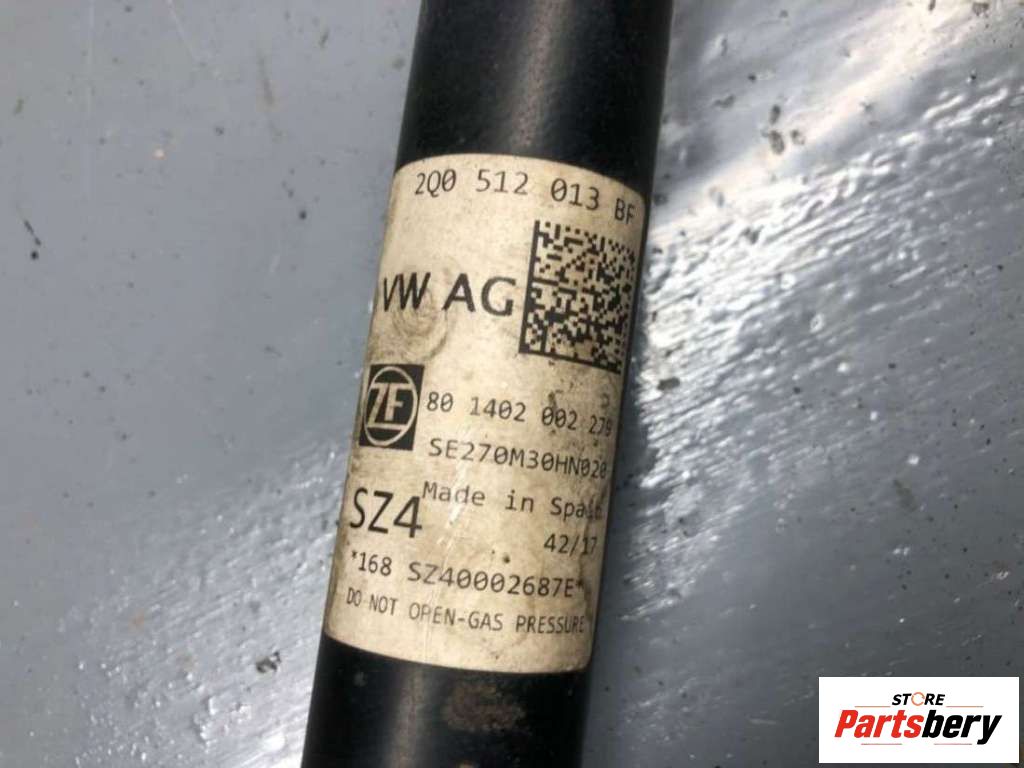 2Q0 512 013 BF
VW AG
ZF
80 1402 002 279
SE270M30HN020
Made in Spain
SZ4
42/17
*168 SZ40002687E*
DO NOT OPEN-GAS PRESSURE
STORE
Partsbery